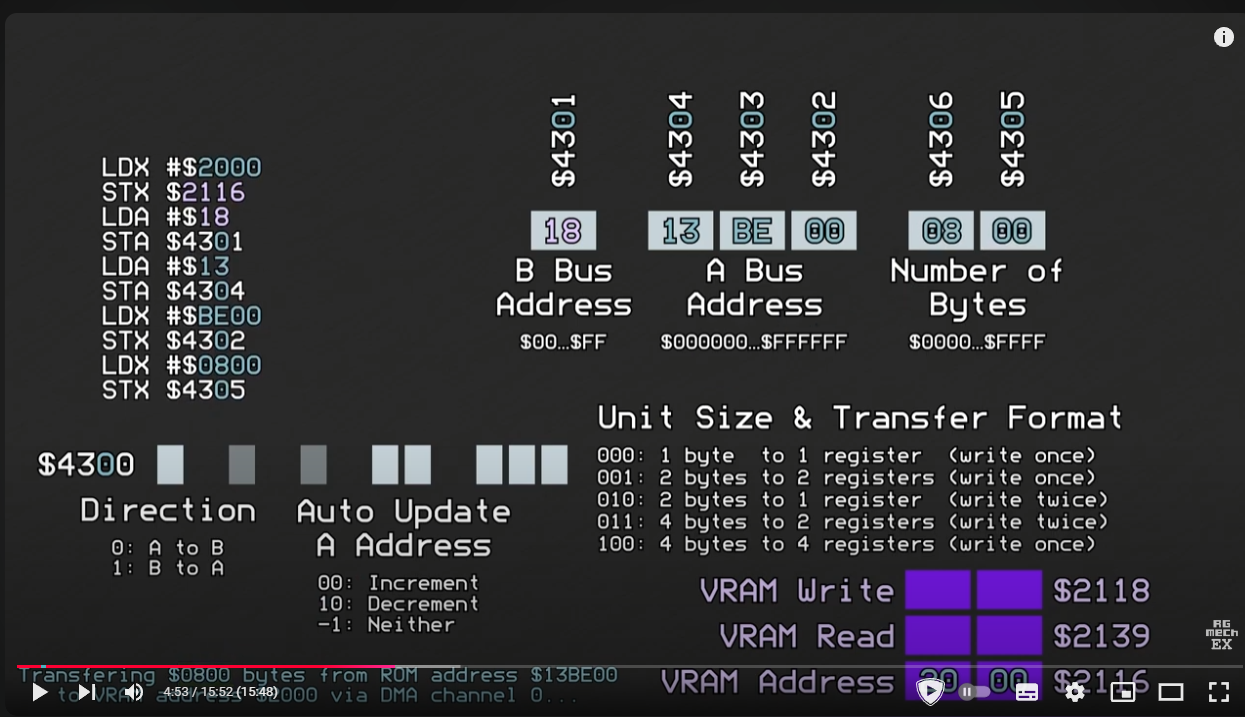 LDX #$2000
STX $2116
LDA #$18
STA $4301
LDA #$13
STA $4304
LDX #$BE00
STX $4302
LDX #$0800
STX $4305
$4301
$4304
$4303
$4302
$4306
$4305
18
13 BE 00
08 00
B Bus
Address
$00…$FF
A Bus
Address
$000000…$FFFFFF
Number of
Bytes
$0000…$FFFF
$4300
Direction
0: A to B
1: B to A
Auto Update
A Address
00: Increment
10: Decrement
-1: Neither
Unit Size & Transfer Format
000: 1 byte to 1 register (write once)
001: 2 bytes to 2 registers (write once)
010: 2 bytes to 1 register (write twice)
011: 4 bytes to 2 registers (write twice)
100: 4 bytes to 4 registers (write once)
VRAM Write $2118
VRAM Read $2139
VRAM Address 20 00 $2116
RG
mECH
EX
Transfering $0800 bytes from ROM address $13BE00
to VRAM address $2000 via DMA channel 0...
4:53 / 15:52 (15:48)